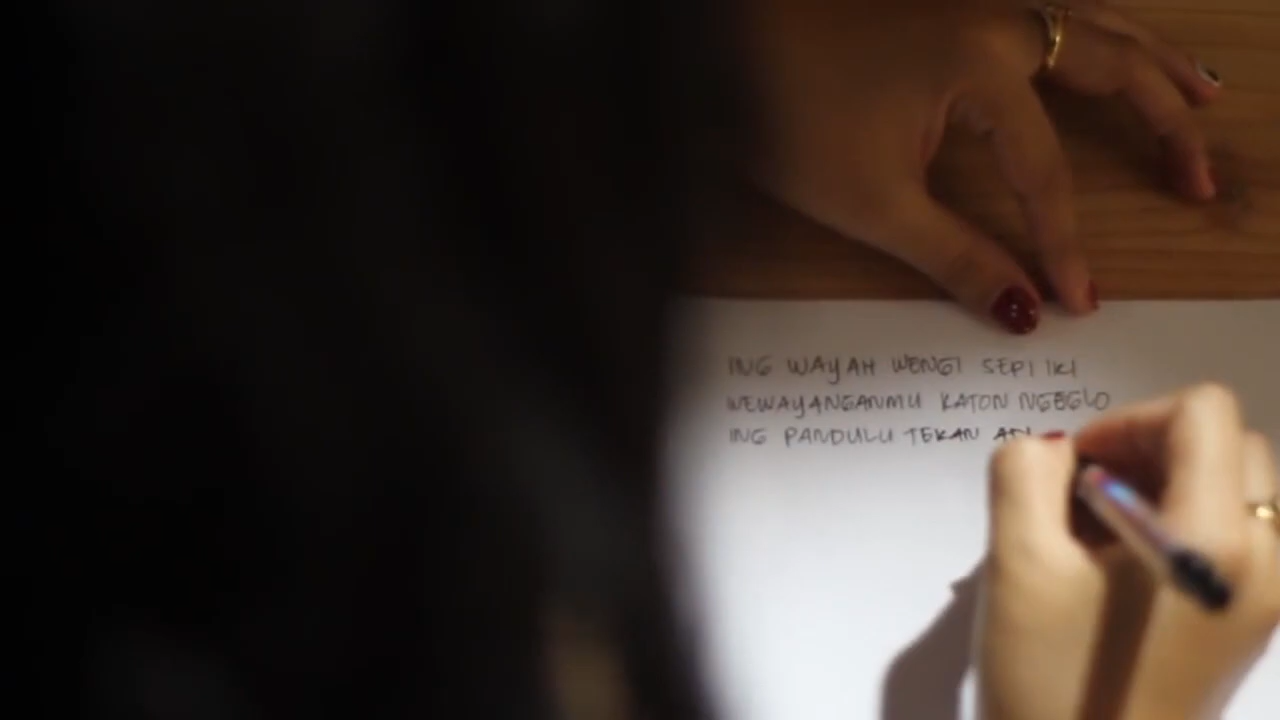 ING WAYAH WENGI SEPI IKI
WEWAYANGANMU KATON NGEGLO
ING PANDULU TEKAN